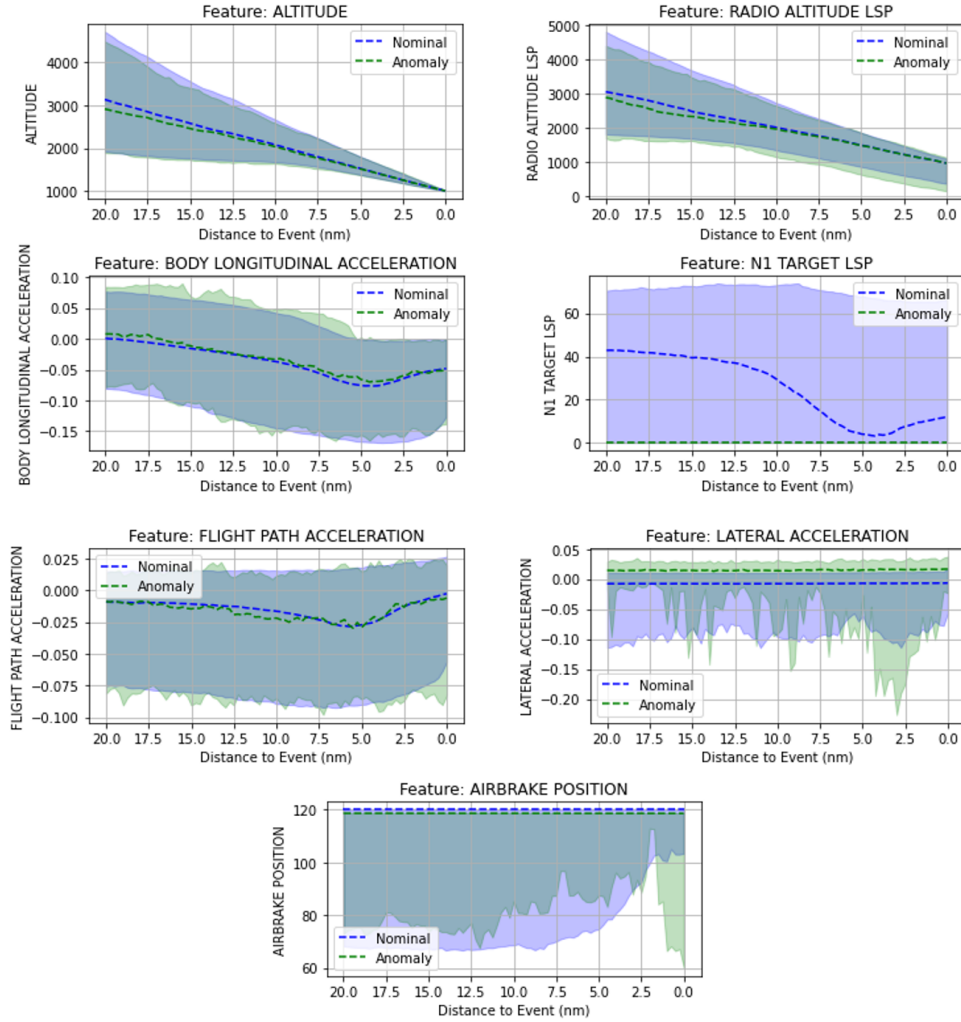 Feature: ALTITUDE
ALTITUDE
4000
3000
2000
1000
Nominal
Anomaly
20.0 17.5 15.0 12.5 10.0 7.5 5.0 2.5 0.0
Distance to Event (nm)
Feature: RADIO ALTITUDE LSP
RADIO ALTITUDE LSP
5000
4000
3000
2000
1000
0
Nominal
Anomaly
20.0 17.5 15.0 12.5 10.0 7.5 5.0 2.5 0.0
Distance to Event (nm)
Feature: BODY LONGITUDINAL ACCELERATION
BODY LONGITUDINAL ACCELERATION
0.10
0.05
0.00
−0.05
−0.10
−0.15
Nominal
Anomaly
20.0 17.5 15.0 12.5 10.0 7.5 5.0 2.5 0.0
Distance to Event (nm)
Feature: N1 TARGET LSP
N1 TARGET LSP
60
40
20
0
Nominal
Anomaly
20.0 17.5 15.0 12.5 10.0 7.5 5.0 2.5 0.0
Distance to Event (nm)
Feature: FLIGHT PATH ACCELERATION
FLIGHT PATH ACCELERATION
0.025
0.000
−0.025
−0.050
−0.075
−0.100
Nominal
Anomaly
20.0 17.5 15.0 12.5 10.0 7.5 5.0 2.5 0.0
Distance to Event (nm)
Feature: LATERAL ACCELERATION
LATERAL ACCELERATION
0.05
0.00
−0.05
−0.10
−0.15
−0.20
Nominal
Anomaly
20.0 17.5 15.0 12.5 10.0 7.5 5.0 2.5 0.0
Distance to Event (nm)
Feature: AIRBRAKE POSITION
AIRBRAKE POSITION
120
100
80
60
Nominal
Anomaly
20.0 17.5 15.0 12.5 10.0 7.5 5.0 2.5 0.0
Distance to Event (nm)